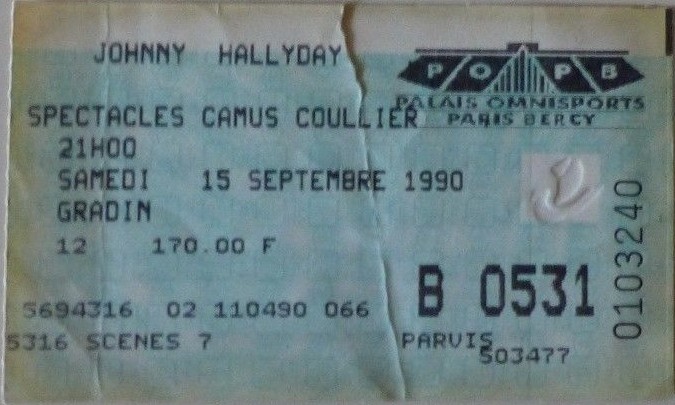 JOHNNY HALLYDAY
POPB
PALAIS OMNISPORTS
PARIS BERCY
SPECTACLES CAMUS COULLIER
21H00
SAMEDI 15 SEPTEMBRE 1990
GRADIN
12 170.00 F
B 0531
0103240
5694316 02 110490 066
5316 SCENES 7
PARVIS
503477